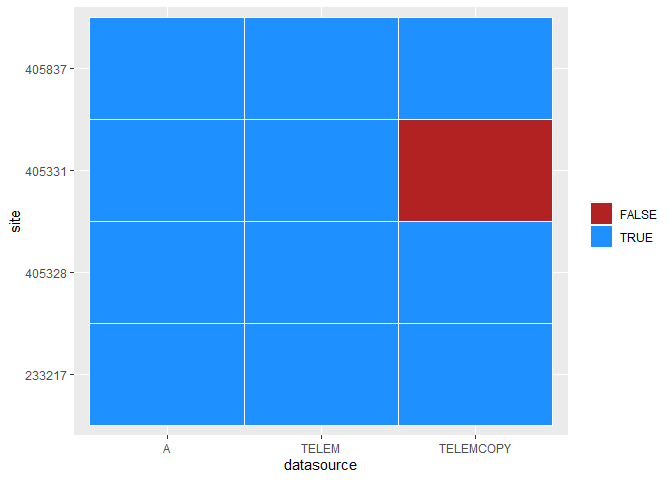 405837
405331
405328
233217
site
A TELEM TELEMCOPY
datasource
FALSE
TRUE